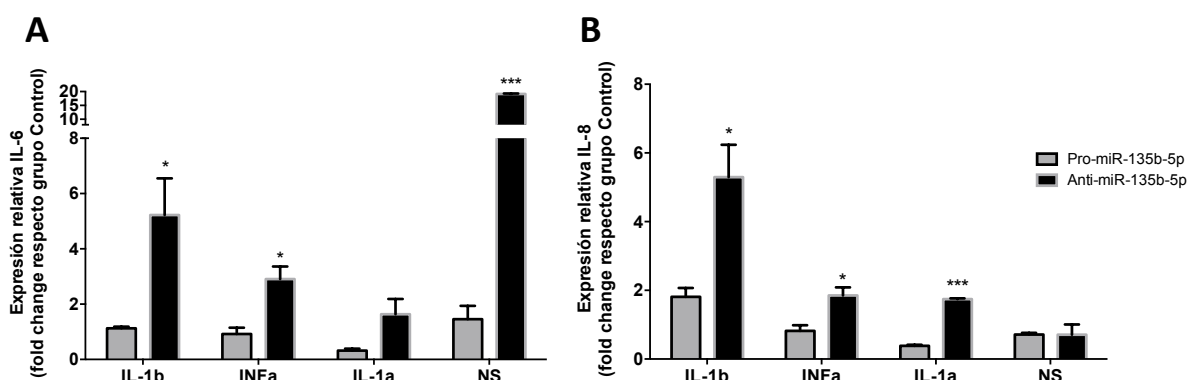 A
Expresión relativa IL-6
(fold change respecto grupo Control)
20
15
10
8
6
4
2
0
*
*
***
IL-1b
INFa
IL-1a
NS
B
Expresión relativa IL-8
(fold change respecto grupo Control)
8
6
4
2
0
*
*
***
IL-1b
INFa
IL-1a
NS
Pro-miR-135b-5p
Anti-miR-135b-5p